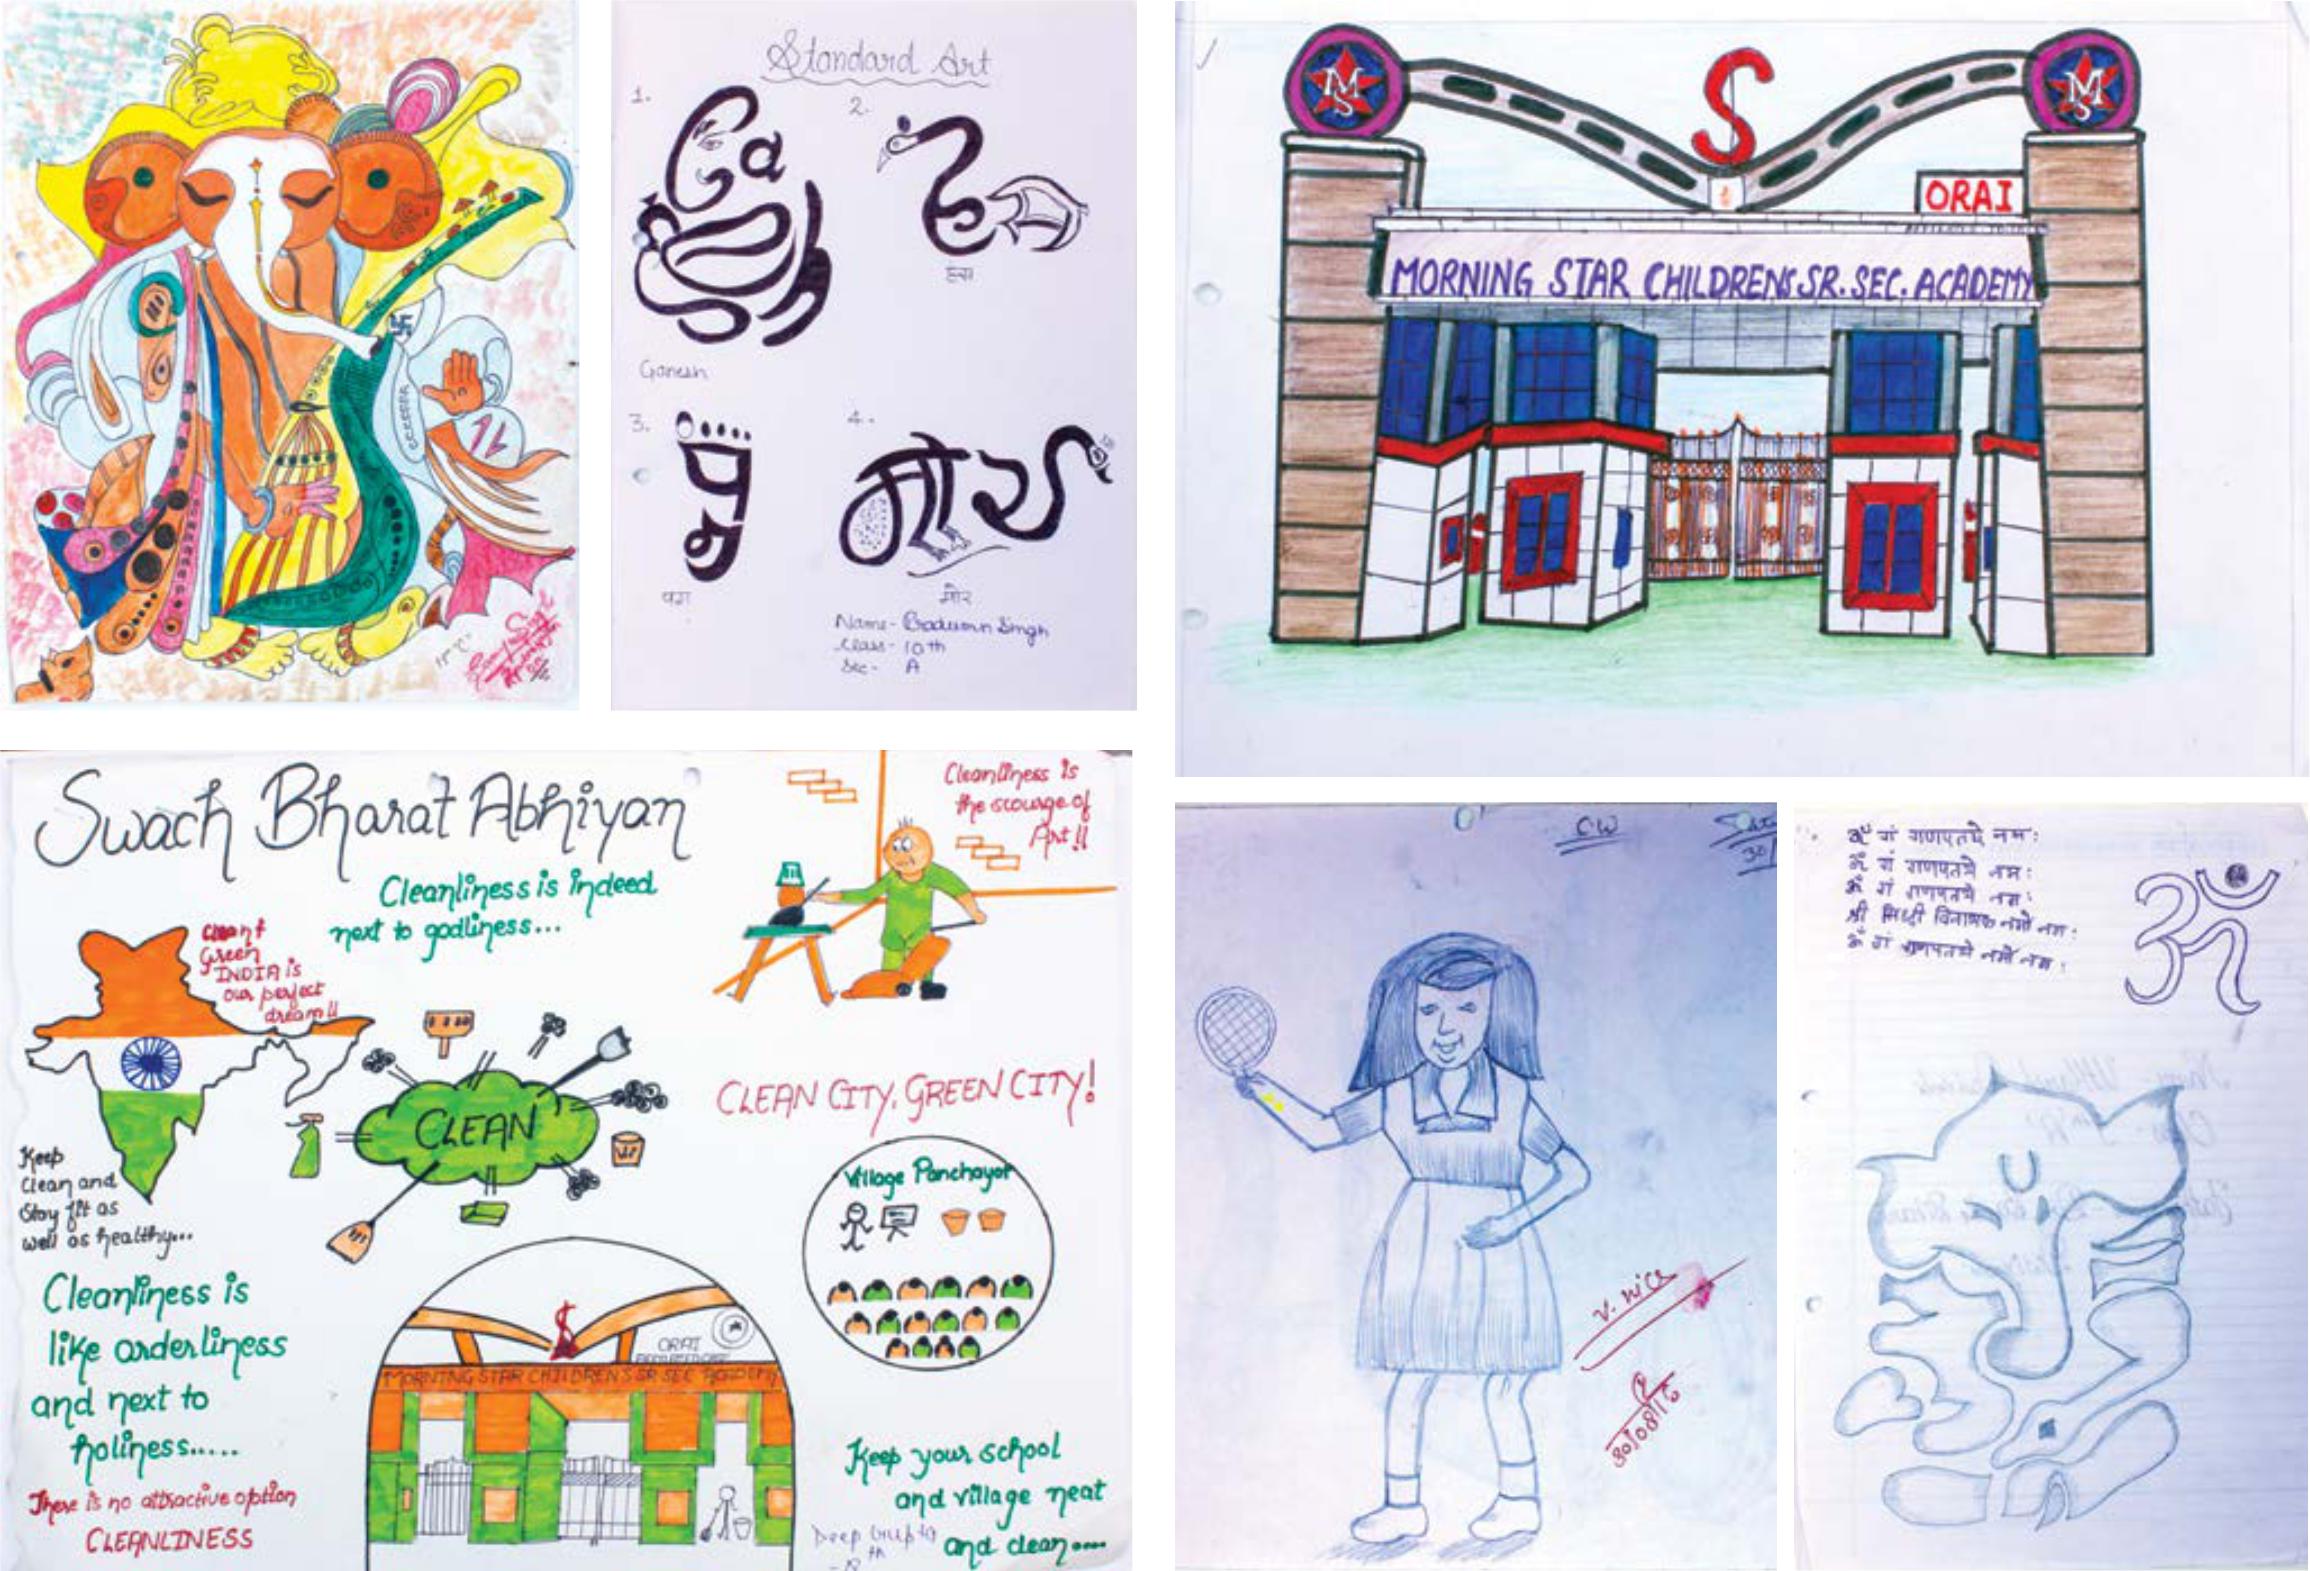 Standard Art
1.
2.
Ganesh
हंस
3.
4.
पग
मोर
Name - Praduman Singh
Class - 10th
Sec - A
MS
S
MS
ORAI
MORNING STAR CHILDRENS SR. SEC. ACADEMY
Swach Bharat Abhiyan
Cleanliness is indeed
next to godliness...
Cleanliness is
the scourge of
Art !!
Clean &
Green
INDIA is
our perfect
dream !!
CLEAN
CLEAN CITY, GREEN CITY!
Keep
Clean and
Stay fit as
well as healthy...
Village Panchayat
Cleanliness is
like orderliness
and next to
holiness.....
There is no attractive option
CLEANLINESS
S
ORAI
MORNING STAR CHILDRENS SR SEC ACADEMY
Keep your school
and village neat
and clean....
Deep Gupta
C.W
30/
v. nice
30/08/16
ॐ गं गणपतये नमः
ॐ गं गणपतये नमः
ॐ गं गणपतये नमः
श्री सिध्दी विनायक नमो नमः
ॐ गं गणपतये नमो नमः
ॐ